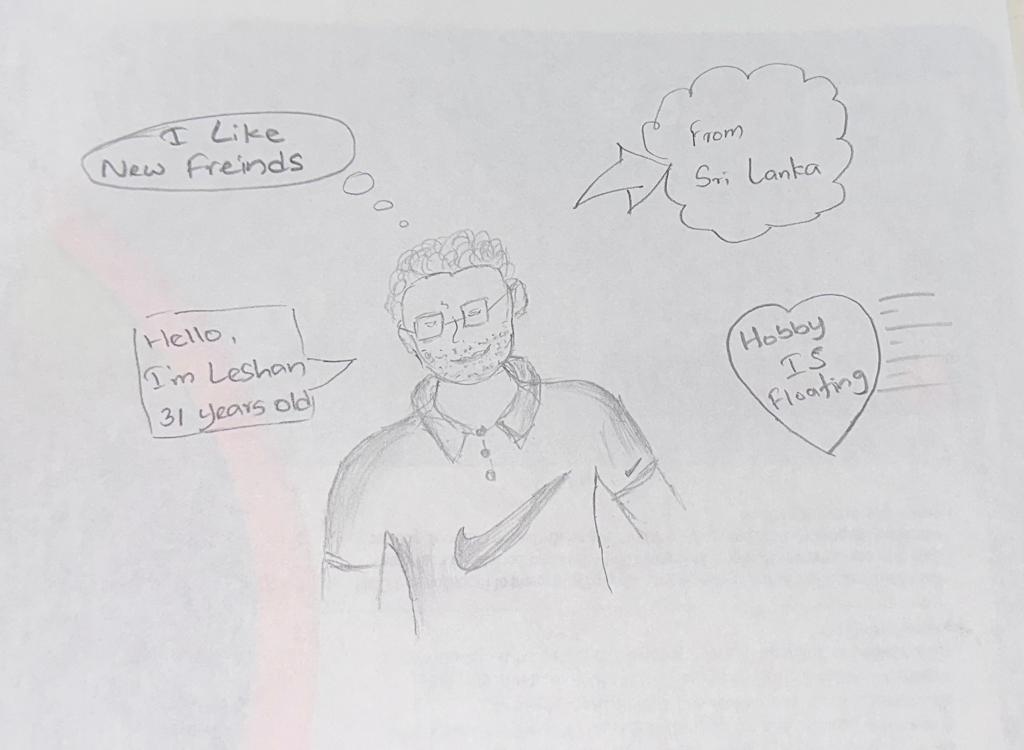 I Like
New Freinds
From
Sri Lanka
Hello,
I'm Leshan
31 years old
Hobby
IS
floating